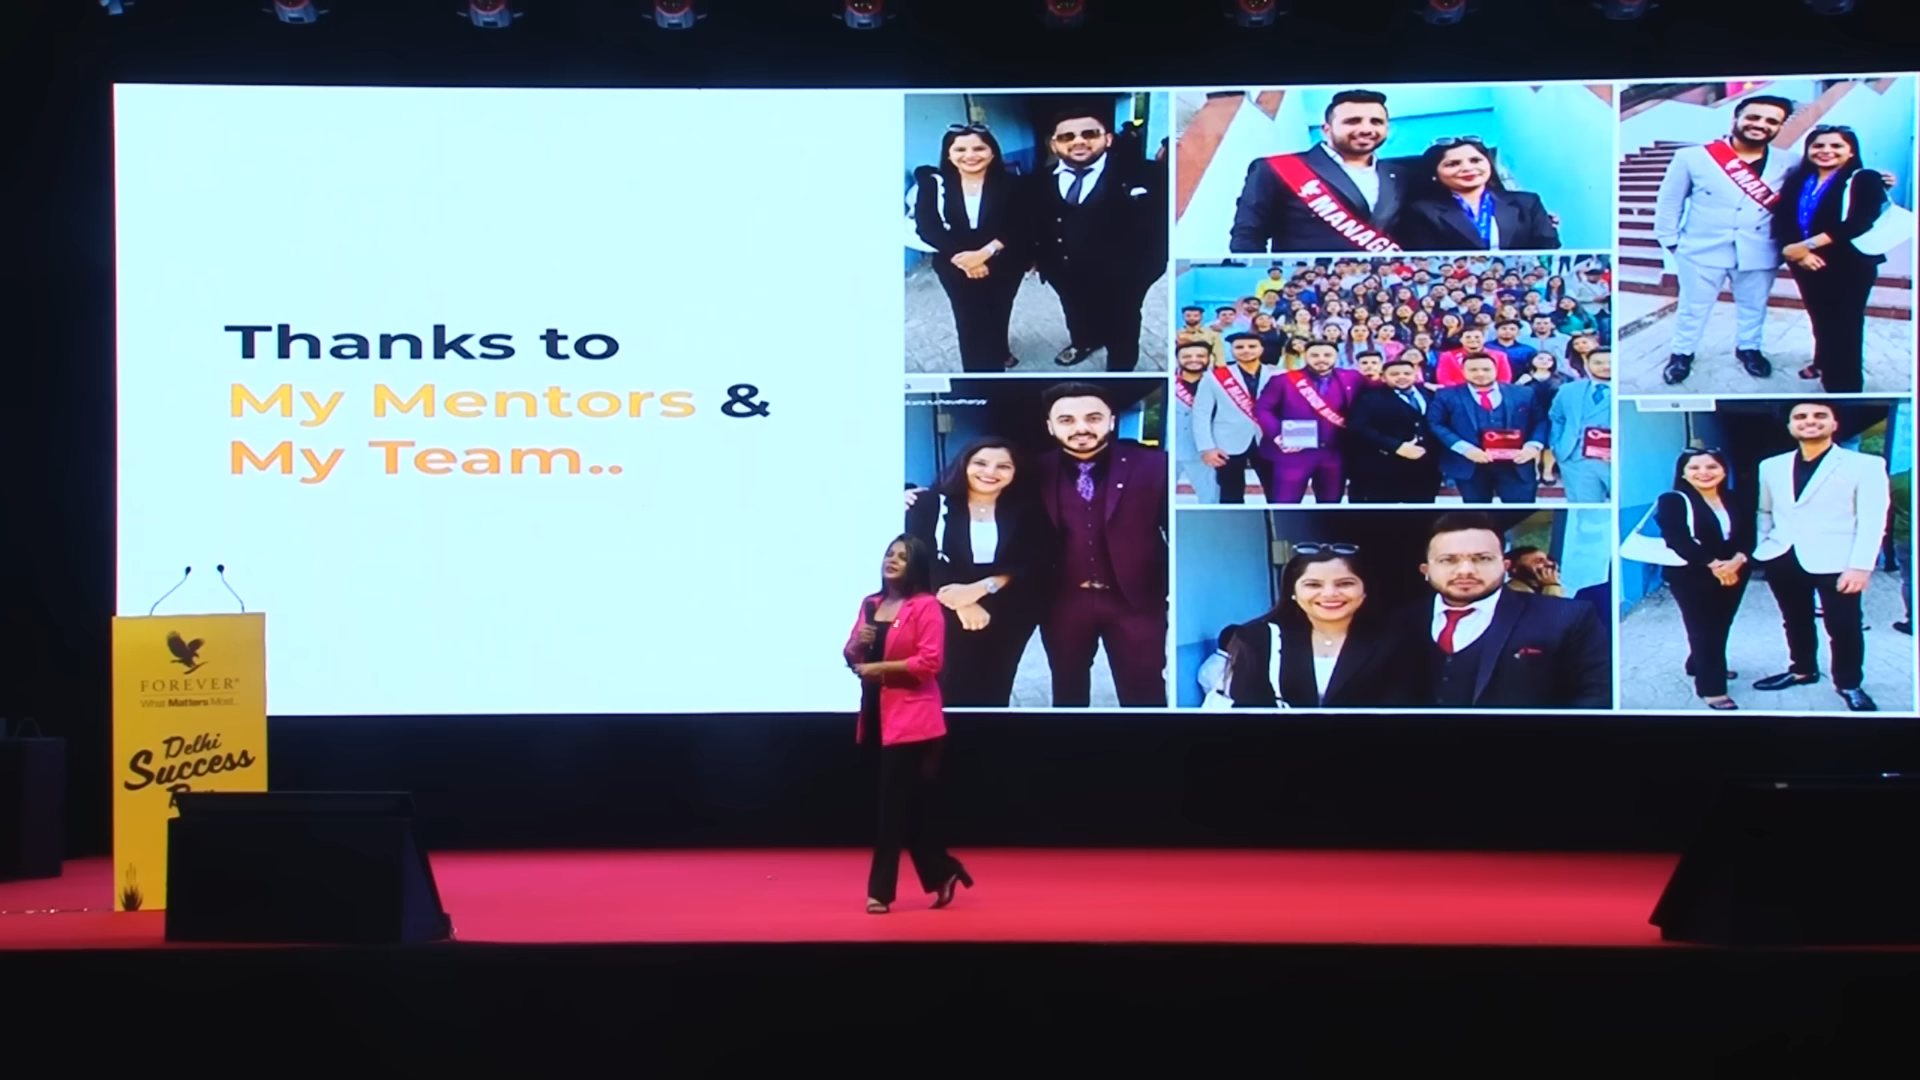 Thanks to
My Mentors &
My Team..
MANAGE
FOREVER®
What Matters Most
Delhi
Success